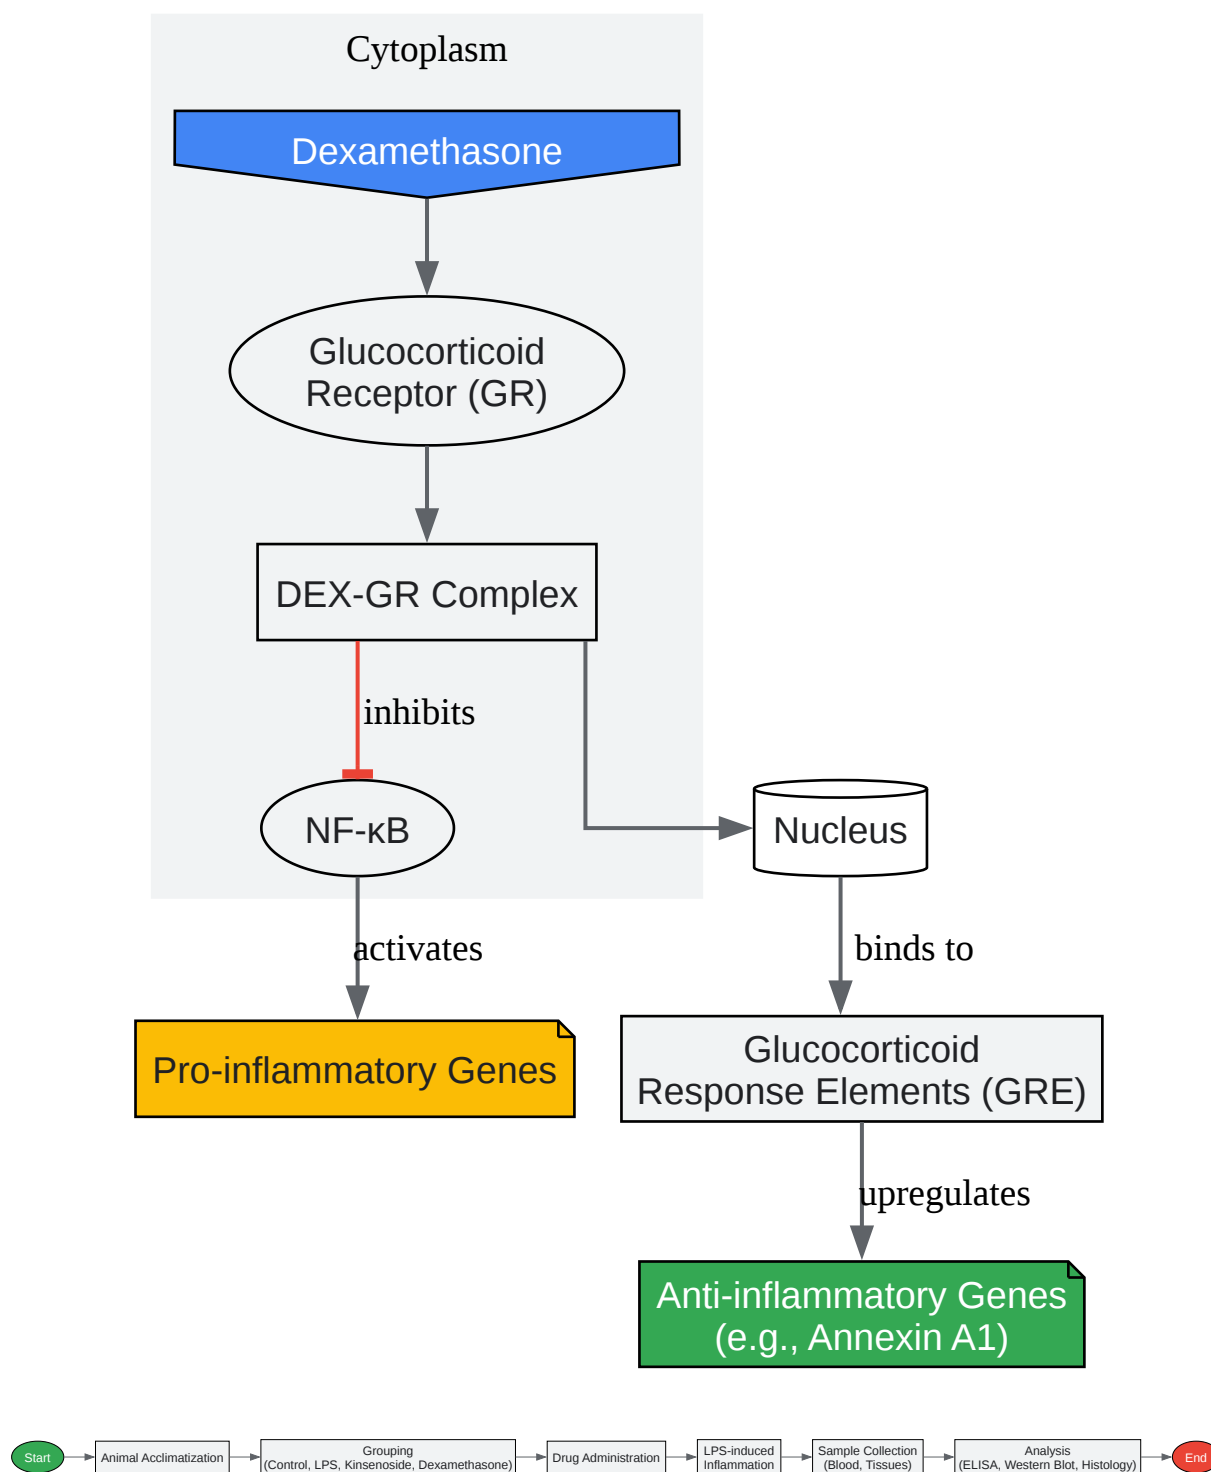 Cytoplasm
Dexamethasone
Glucocorticoid
Receptor (GR)
DEX-GR Complex
inhibits
NF-κB
Nucleus
activates
binds to
Pro-inflammatory Genes
Glucocorticoid
Response Elements (GRE)
upregulates
Anti-inflammatory Genes
(e.g., Annexin A1)
Start
Animal Acclimatization
Grouping
(Control, LPS, Kinsenoside, Dexamethasone)
Drug Administration
LPS-induced
Inflammation
Sample Collection
(Blood, Tissues)
Analysis
(ELISA, Western Blot, Histology)
End